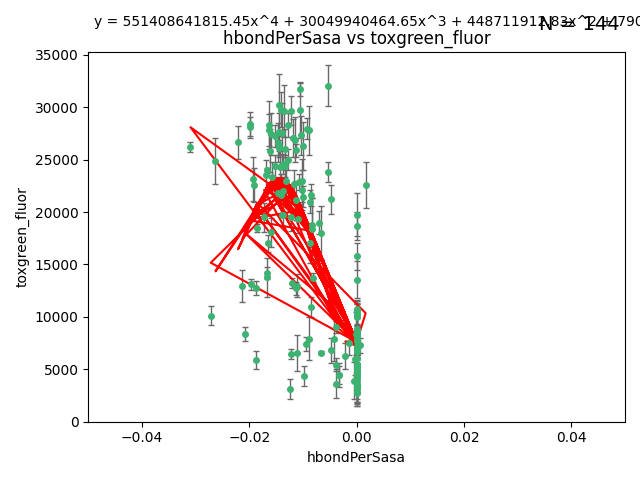 y = 551408641815.45x^4 + 30049940464.65x^3 + 448711912.83x^2 + 790
N = 144
hbondPerSasa vs toxgreen_fluor
35000
30000
25000
20000
15000
10000
5000
0
toxgreen_fluor
−0.04 −0.02 0.00 0.02 0.04
hbondPerSasa